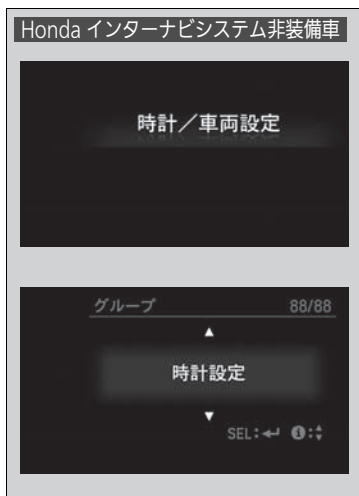 Honda インターナビシステム非装備車
時計／車両設定
グループ 88/88
▲
時計設定
▼
SEL:↵ ℹ:▲▼